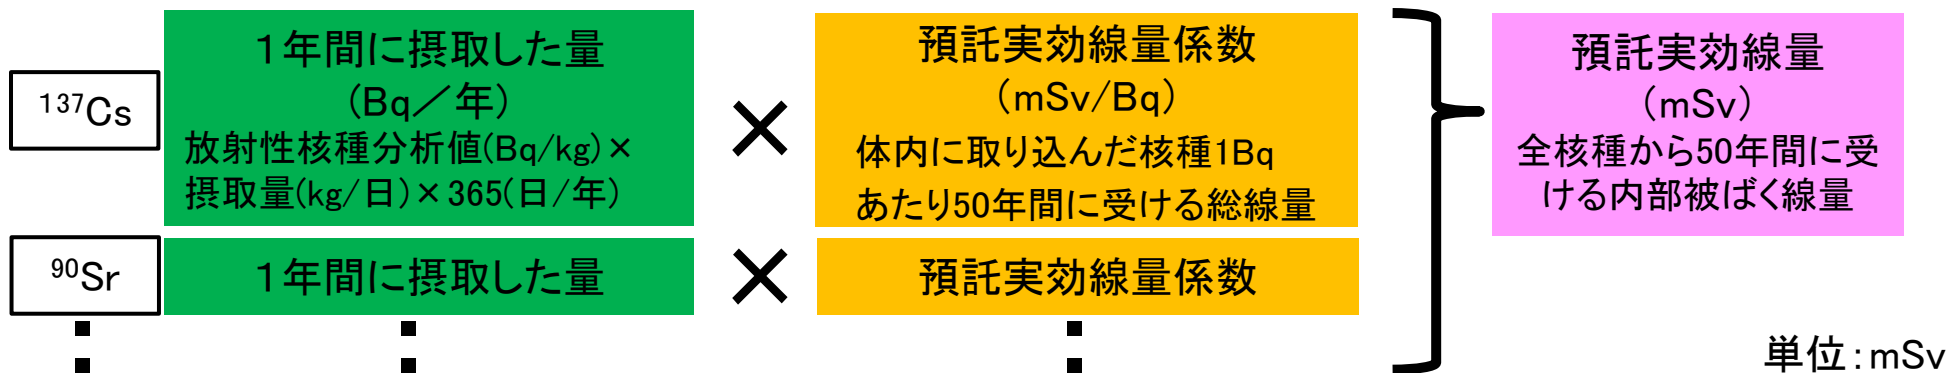 ¹³⁷Cs
１年間に摂取した量
(Bq／年)
放射性核種分析値(Bq/kg)×
摂取量(kg/日)×365(日/年)
×
預託実効線量係数
(mSv/Bq)
体内に取り込んだ核種1Bq
あたり50年間に受ける総線量
預託実効線量
(mSv)
全核種から50年間に受
ける内部被ばく線量
⁹⁰Sr
１年間に摂取した量
×
預託実効線量係数
単位:mSv